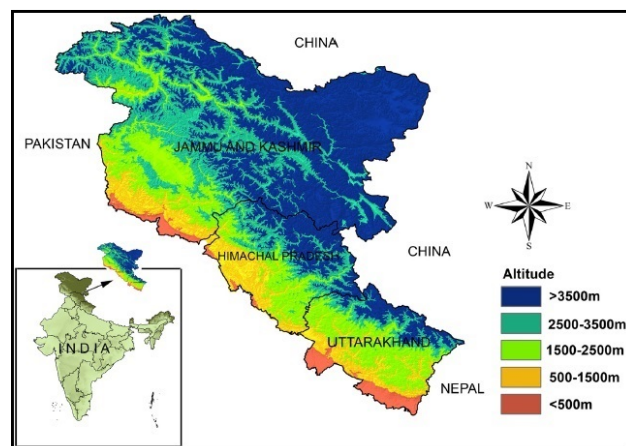 CHINA
PAKISTAN
JAMMU AND KASHMIR
N
W E
S
CHINA
HIMACHAL PRADESH
Altitude
>3500m
2500-3500m
1500-2500m
500-1500m
<500m
UTTARAKHAND
NEPAL
INDIA